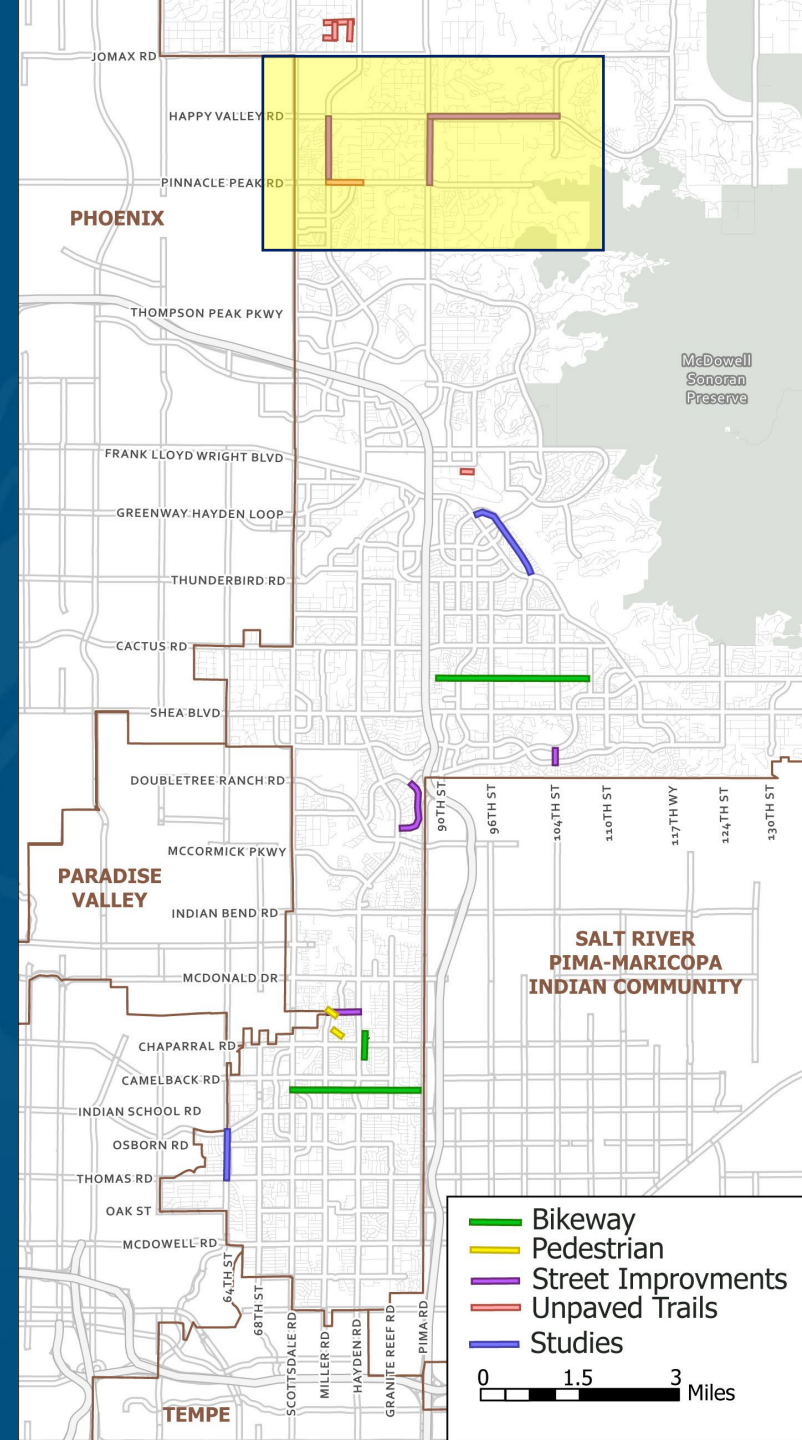 JOMAX RD
HAPPY VALLEY RD
PINNACLE PEAK RD
PHOENIX
THOMPSON PEAK PKWY
McDowell
Sonoran
Preserve
FRANK LLOYD WRIGHT BLVD
GREENWAY HAYDEN LOOP
THUNDERBIRD RD
CACTUS RD
SHEA BLVD
DOUBLETREE RANCH RD
90TH ST
96TH ST
104TH ST
110TH ST
117TH WY
124TH ST
130TH ST
MCCORMICK PKWY
PARADISE
VALLEY
INDIAN BEND RD
SALT RIVER
PIMA-MARICOPA
INDIAN COMMUNITY
MCDONALD DR
CHAPARRAL RD
CAMELBACK RD
INDIAN SCHOOL RD
OSBORN RD
THOMAS RD
OAK ST
MCDOWELL RD
64TH ST
68TH ST
SCOTTSDALE RD
MILLER RD
HAYDEN RD
GRANITE REEF RD
PIMA RD
TEMPE
Bikeway
Pedestrian
Street Improvments
Unpaved Trails
Studies
0 1.5 3
Miles